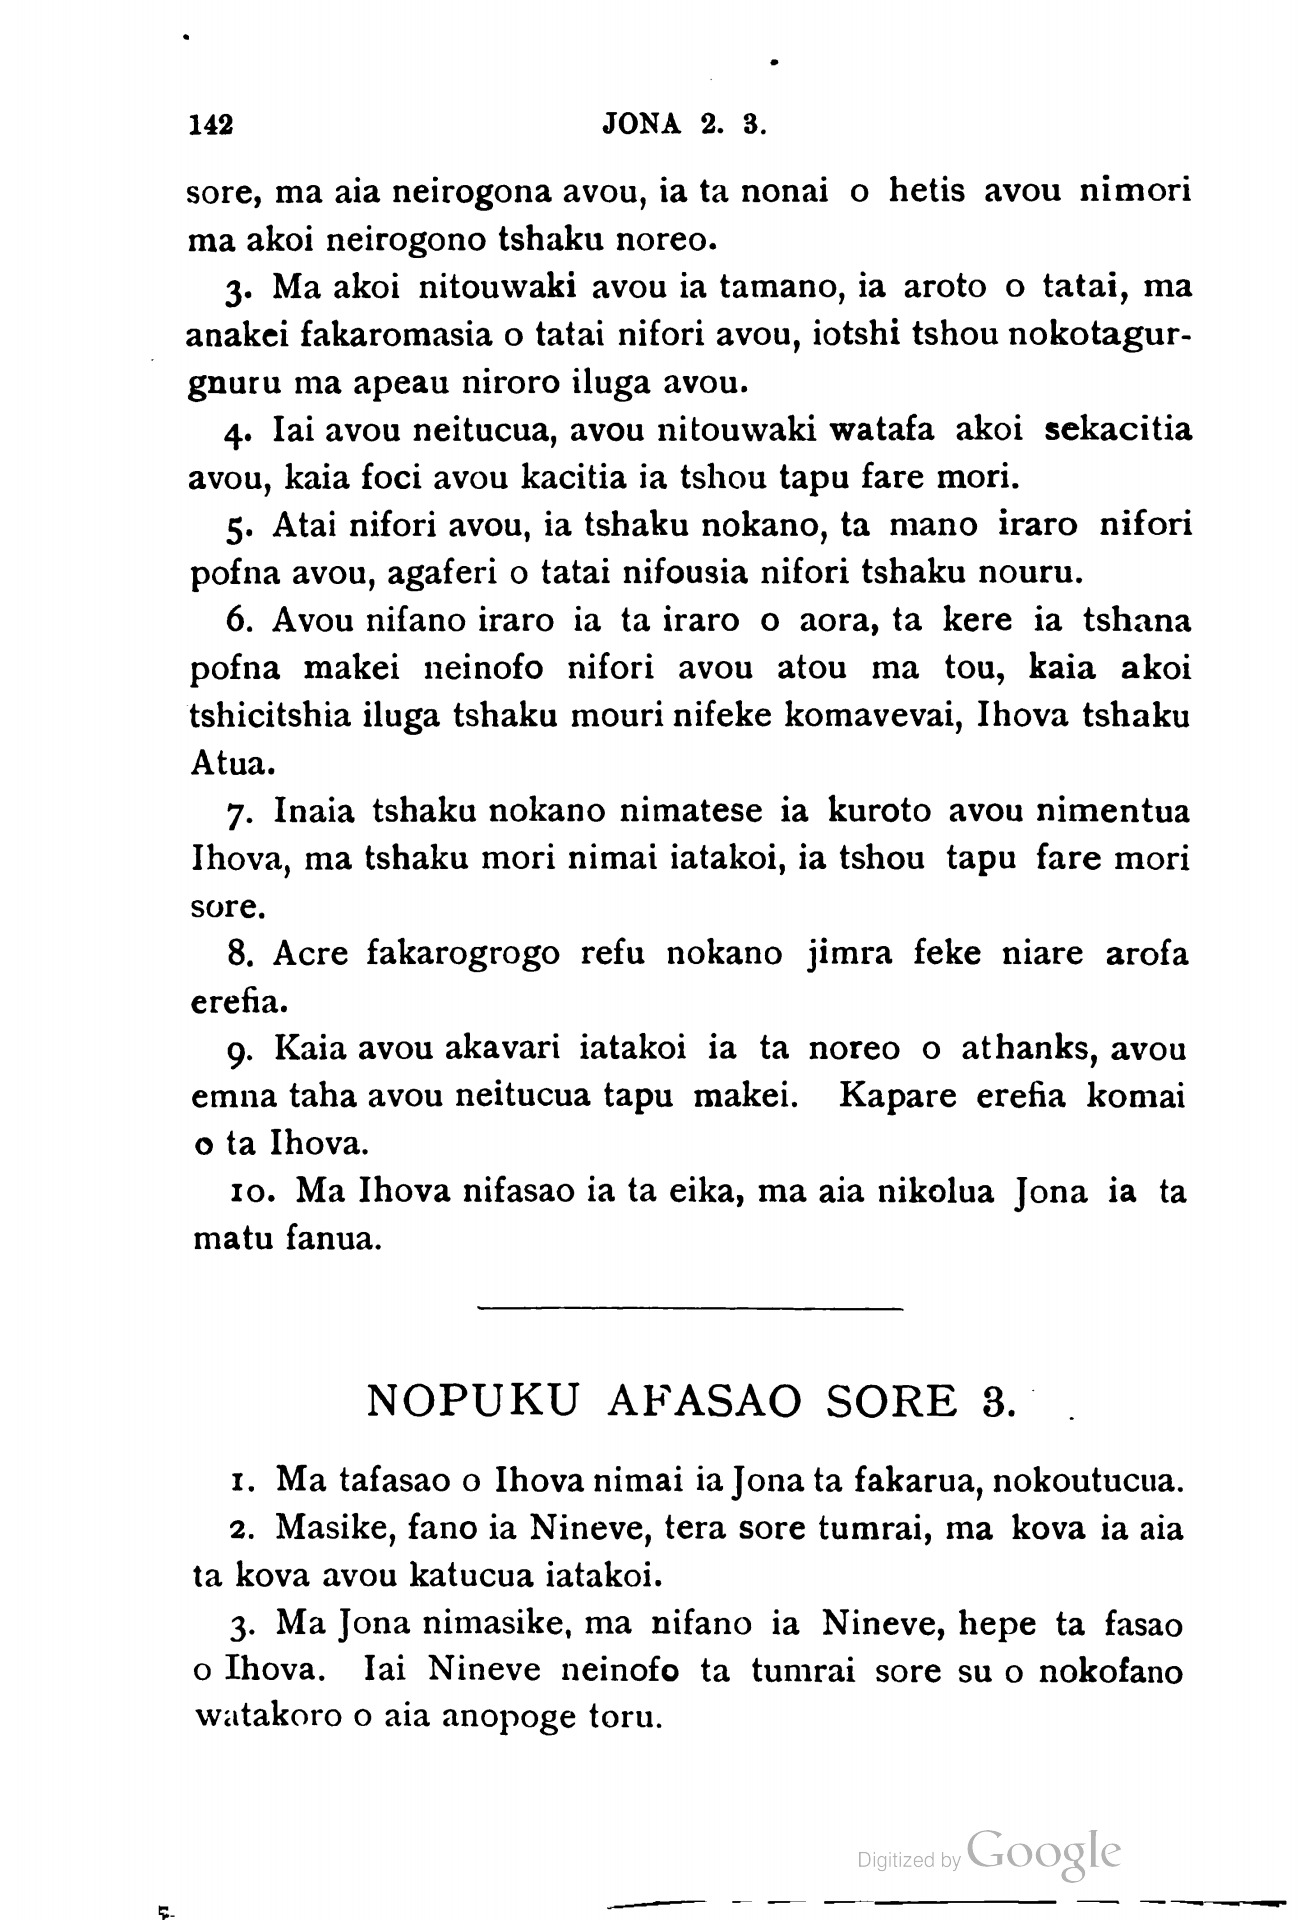 142 JONA 2. 3.
sore, ma aia neirogona avou, ia ta nonai o hetis avou nimori
ma akoi neirogono tshaku noreo.
3. Ma akoi nitouwaki avou ia tamano, ia aroto o tatai, ma
anakei fakaromasia o tatai nifori avou, iotshi tshou nokotagur-
gnuru ma apeau niroro iluga avou.
4. Iai avou neitucua, avou nitouwaki watafa akoi sekacitia
avou, kaia foci avou kacitia ia tshou tapu fare mori.
5. Atai nifori avou, ia tshaku nokano, ta mano iraro nifori
pofna avou, agaferi o tatai nifousia nifori tshaku nouru.
6. Avou nifano iraro ia ta iraro o aora, ta kere ia tshana
pofna makei neinofo nifori avou atou ma tou, kaia akoi
tshicitshia iluga tshaku mouri nifeke komavevai, Ihova tshaku
Atua.
7. Inaia tshaku nokano nimatese ia kuroto avou nimentua
Ihova, ma tshaku mori nimai iatakoi, ia tshou tapu fare mori
sore.
8. Acre fakarogrogo refu nokano jimra feke niare arofa
erefia.
9. Kaia avou akavari iatakoi ia ta noreo o athanks, avou
emna taha avou neitucua tapu makei. Kapare erefia komai
o ta Ihova.
10. Ma Ihova nifasao ia ta eika, ma aia nikolua Jona ia ta
matu fanua.
NOPUKU AFASAO SORE 3.
1. Ma tafasao o Ihova nimai ia Jona ta fakarua, nokoutucua.
2. Masike, fano ia Nineve, tera sore tumrai, ma kova ia aia
ta kova avou katucua iatakoi.
3. Ma Jona nimasike, ma nifano ia Nineve, hepe ta fasao
o Ihova. Iai Nineve neinofo ta tumrai sore su o nokofano
watakoro o aia anopoge toru.
Digitized by Google